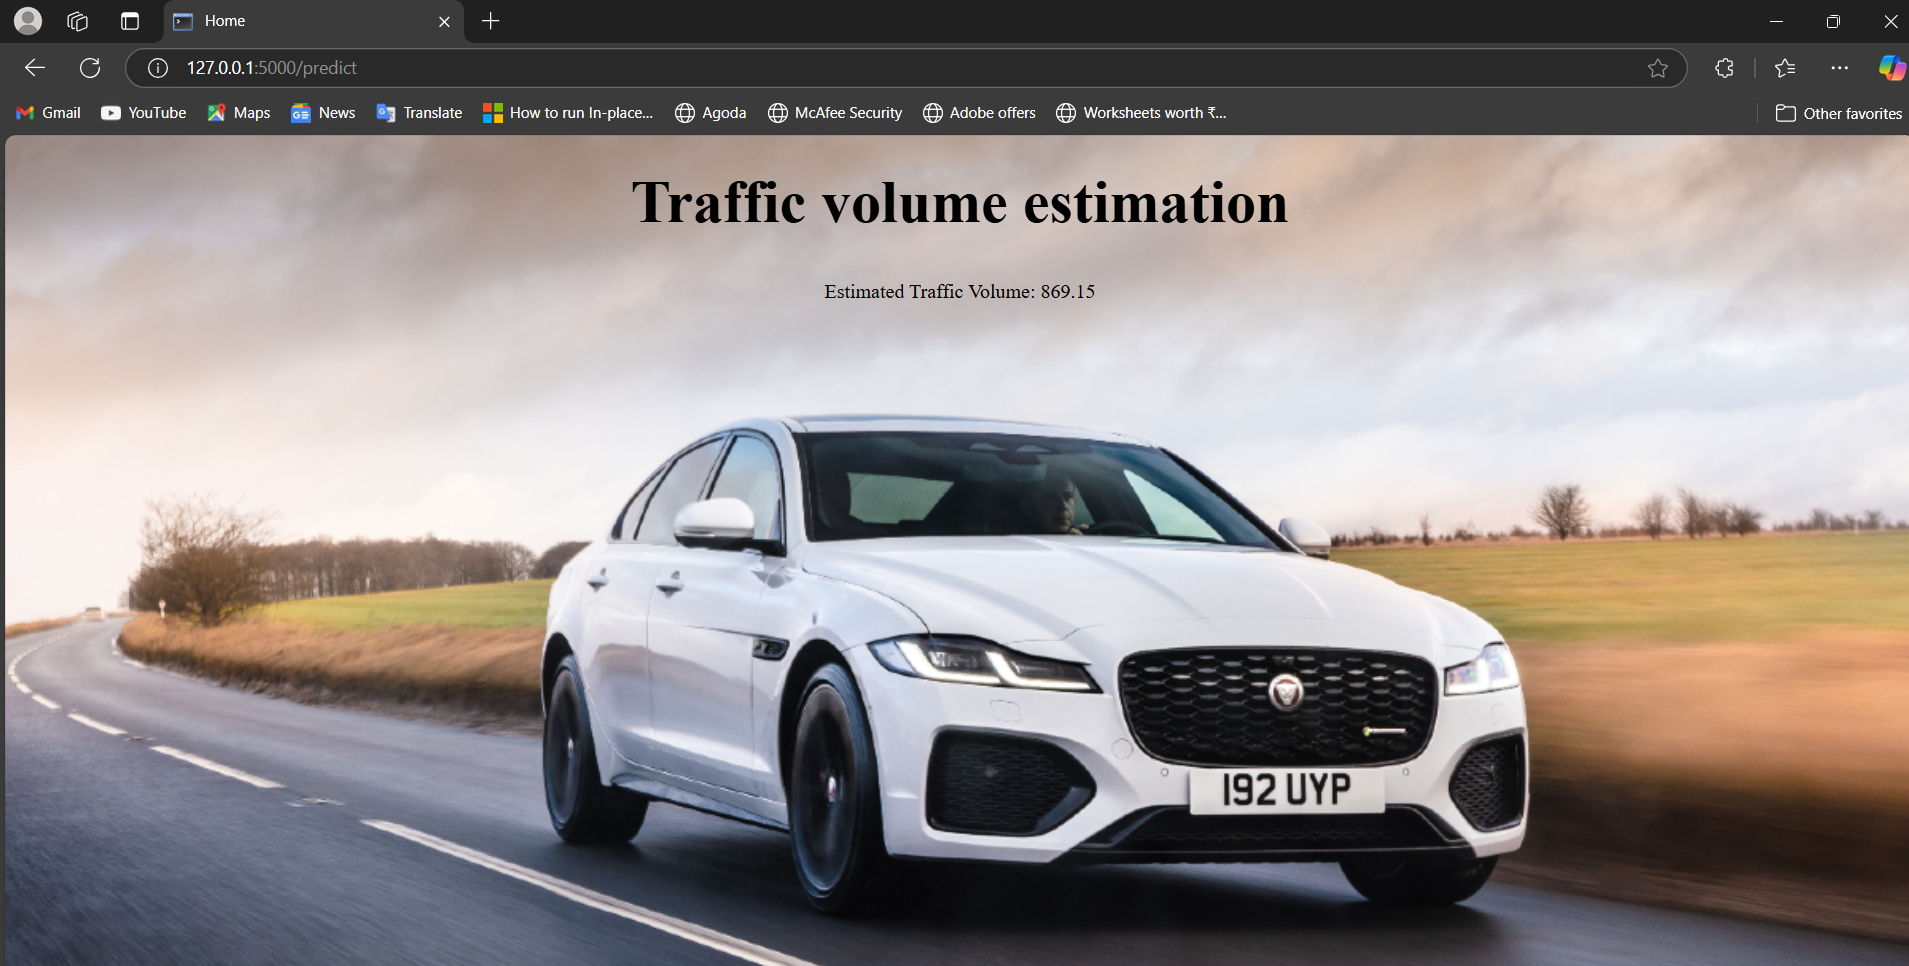 Home
127.0.0.1:5000/predict
Gmail YouTube Maps News Translate How to run In-place... Agoda McAfee Security Adobe offers Worksheets worth ₹... Other favorites
Traffic volume estimation
Estimated Traffic Volume: 869.15
192 UYP